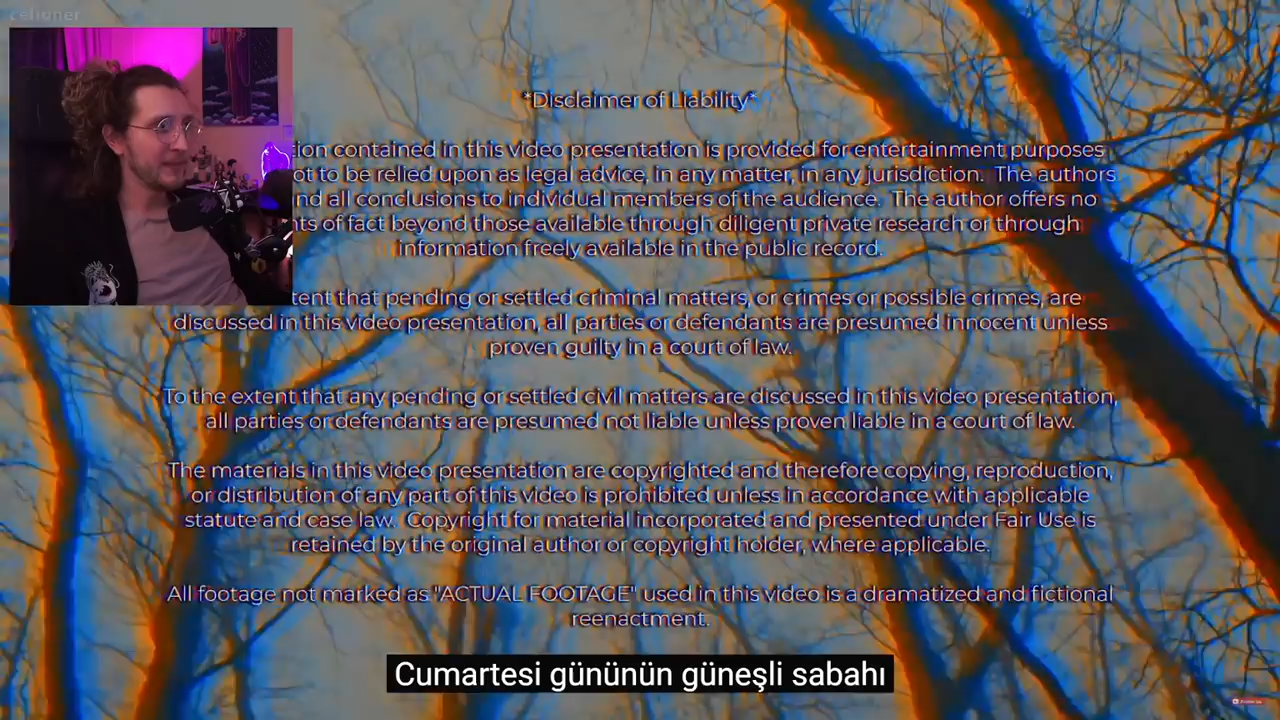 *Disclaimer of Liability*
tion contained in this video presentation is provided for entertainment purposes
ot to be relied upon as legal advice, in any matter, in any jurisdiction. The authors
nd all conclusions to individual members of the audience. The author offers no
nts of fact beyond those available through diligent private research or through
information freely available in the public record.
tent that pending or settled criminal matters, or crimes or possible crimes, are
discussed in this video presentation, all parties or defendants are presumed innocent unless
proven guilty in a court of law.
To the extent that any pending or settled civil matters are discussed in this video presentation,
all parties or defendants are presumed not liable unless proven liable in a court of law.
The materials in this video presentation are copyrighted and therefore copying, reproduction,
or distribution of any part of this video is prohibited unless in accordance with applicable
statute and case law. Copyright for material incorporated and presented under Fair Use is
retained by the original author or copyright holder, where applicable.
All footage not marked as "ACTUAL FOOTAGE" used in this video is a dramatized and fictional
reenactment.
Cumartesi gününün güneşli sabahı